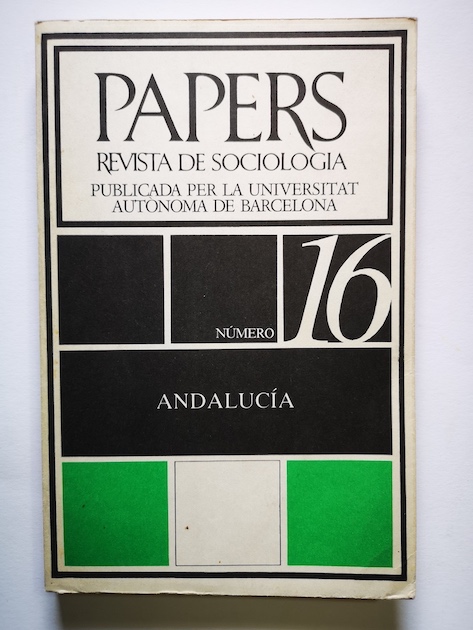 PAPERS
REVISTA DE SOCIOLOGIA
PUBLICADA PER LA UNIVERSITAT
AUTÒNOMA DE BARCELONA
NÚMERO 16
ANDALUCÍA